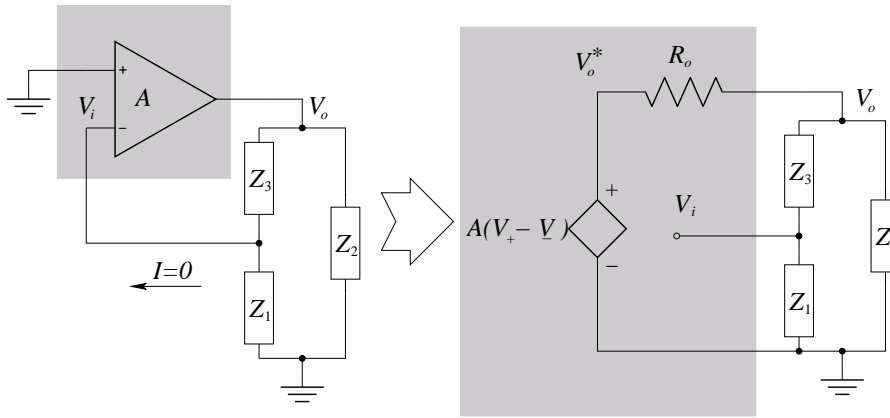 V_i
+
−
A
V_o
Z_3
Z_2
Z_1
I=0
V_o^*
R_o
V_o
A(V_+ − V_-)
+
−
V_i
Z_3
Z
Z_1